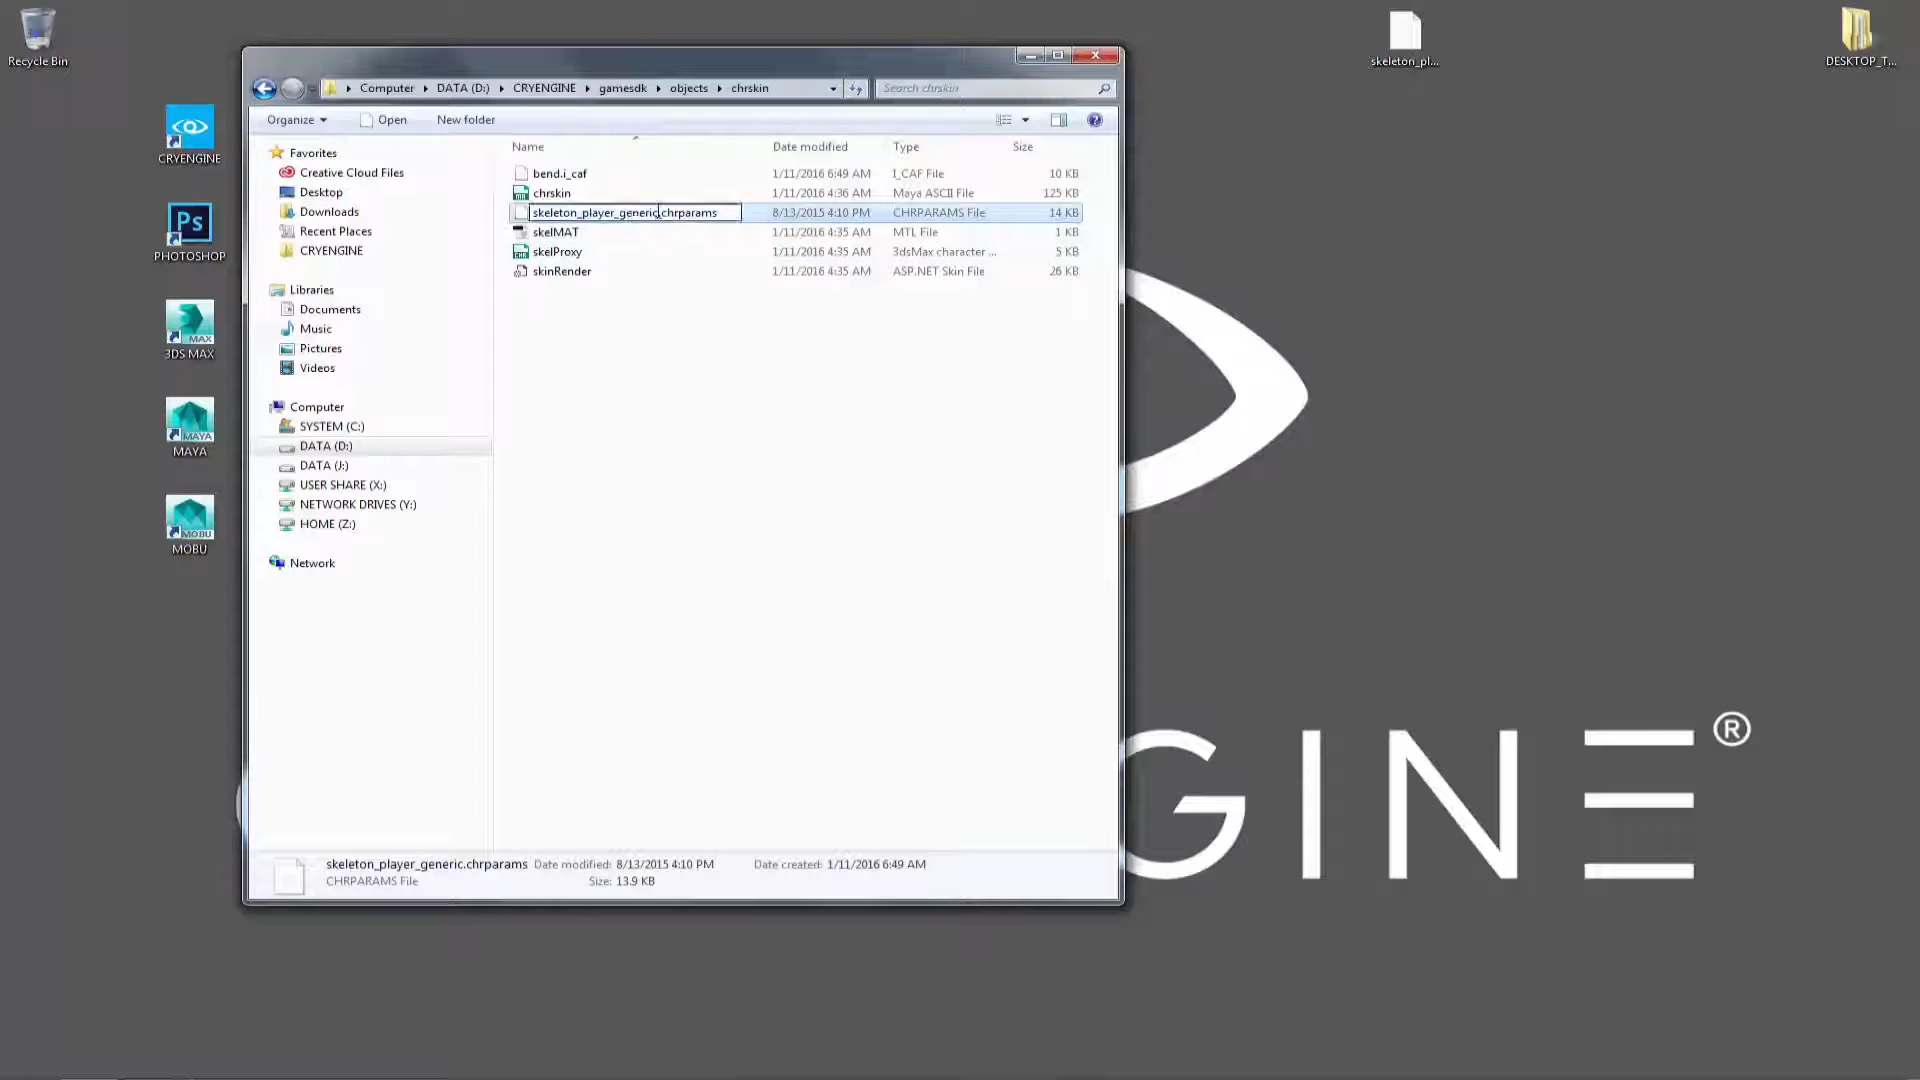 Recycle Bin
skeleton_pl...
DESKTOP_T...
CRYENGINE
Ps
PHOTOSHOP
MAX
3DS MAX
MAYA
MAYA
MOBU
MOBU
Computer DATA (D:) CRYENGINE gamesdk objects chrskin
Search chrskin
Organize Open New folder
Favorites
Creative Cloud Files
Desktop
Downloads
Recent Places
CRYENGINE
Libraries
Documents
Music
Pictures
Videos
Computer
SYSTEM (C:)
DATA (D:)
DATA (J:)
USER SHARE (X:)
NETWORK DRIVES (Y:)
HOME (Z:)
Network
Name Date modified Type Size
bend.i_caf 1/11/2016 6:49 AM I_CAF File 10 KB
chrskin 1/11/2016 4:36 AM Maya ASCII File 125 KB
skeleton_player_generic.chrparams 8/13/2015 4:10 PM CHRPARAMS File 14 KB
skelMAT 1/11/2016 4:35 AM MTL File 1 KB
skelProxy 1/11/2016 4:35 AM 3dsMax character ... 5 KB
skinRender 1/11/2016 4:35 AM ASP.NET Skin File 26 KB
skeleton_player_generic.chrparams Date modified: 8/13/2015 4:10 PM Date created: 1/11/2016 6:49 AM
CHRPARAMS File Size: 13.9 KB
GINE®